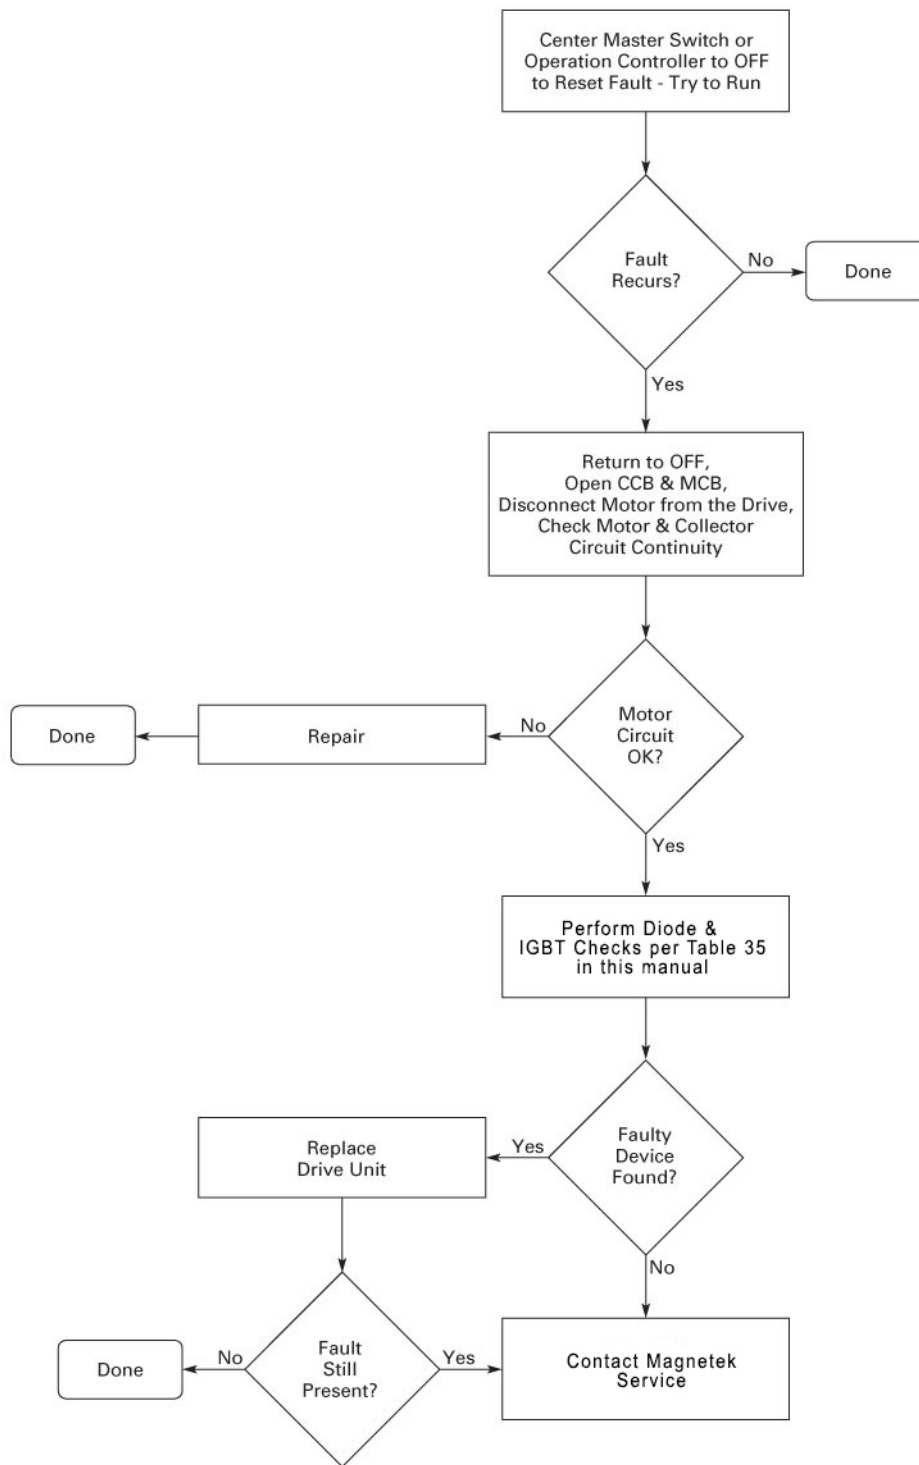 Center Master Switch or
Operation Controller to OFF
to Reset Fault - Try to Run
Fault
Recurs?
No
Done
Yes
Return to OFF,
Open CCB & MCB,
Disconnect Motor from the Drive,
Check Motor & Collector
Circuit Continuity
Done
Repair
No
Motor
Circuit
OK?
Yes
Perform Diode &
IGBT Checks per Table 35
in this manual
Replace
Drive Unit
Yes
Faulty
Device
Found?
No
Done
No
Fault
Still
Present?
Yes
Contact Magnetek
Service